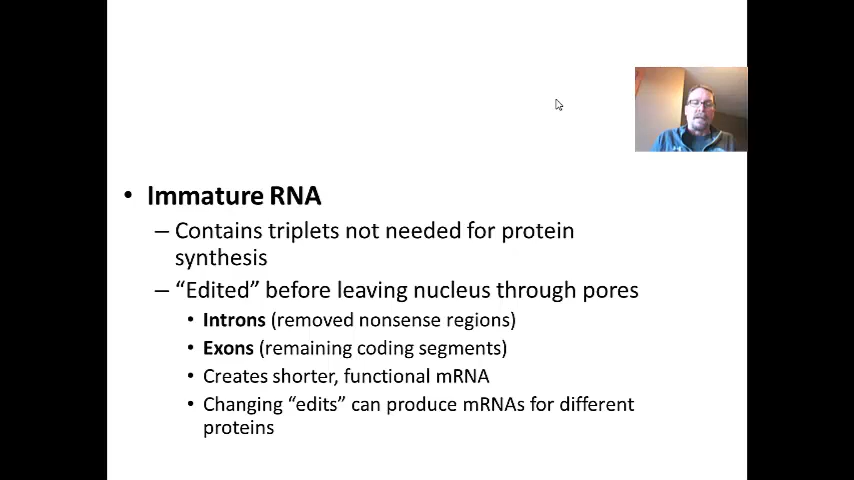 • Immature RNA
– Contains triplets not needed for protein
synthesis
– “Edited” before leaving nucleus through pores
• Introns (removed nonsense regions)
• Exons (remaining coding segments)
• Creates shorter, functional mRNA
• Changing “edits” can produce mRNAs for different
proteins